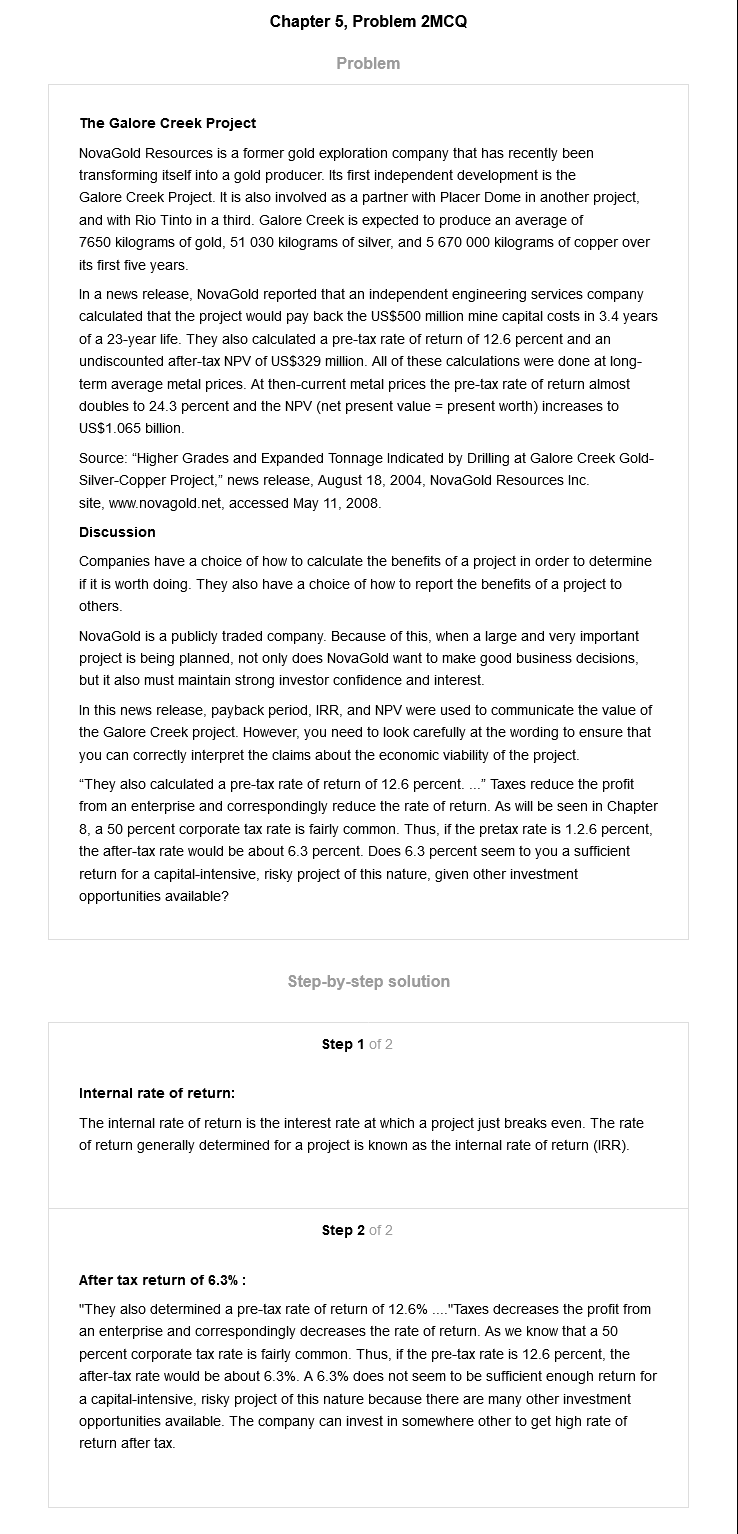 Chapter 5, Problem 2MCQ
Problem
The Galore Creek Project
NovaGold Resources is a former gold exploration company that has recently been
transforming itself into a gold producer. Its first independent development is the
Galore Creek Project. It is also involved as a partner with Placer Dome in another project,
and with Rio Tinto in a third. Galore Creek is expected to produce an average of
7650 kilograms of gold, 51 030 kilograms of silver, and 5 670 000 kilograms of copper over
its first five years.
In a news release, NovaGold reported that an independent engineering services company
calculated that the project would pay back the US$500 million mine capital costs in 3.4 years
of a 23-year life. They also calculated a pre-tax rate of return of 12.6 percent and an
undiscounted after-tax NPV of US$329 million. All of these calculations were done at long-
term average metal prices. At then-current metal prices the pre-tax rate of return almost
doubles to 24.3 percent and the NPV (net present value = present worth) increases to
US$1.065 billion.
Source: “Higher Grades and Expanded Tonnage Indicated by Drilling at Galore Creek Gold-
Silver-Copper Project,” news release, August 18, 2004, NovaGold Resources Inc.
site, www.novagold.net, accessed May 11, 2008.
Discussion
Companies have a choice of how to calculate the benefits of a project in order to determine
if it is worth doing. They also have a choice of how to report the benefits of a project to
others.
NovaGold is a publicly traded company. Because of this, when a large and very important
project is being planned, not only does NovaGold want to make good business decisions,
but it also must maintain strong investor confidence and interest.
In this news release, payback period, IRR, and NPV were used to communicate the value of
the Galore Creek project. However, you need to look carefully at the wording to ensure that
you can correctly interpret the claims about the economic viability of the project.
“They also calculated a pre-tax rate of return of 12.6 percent. ...” Taxes reduce the profit
from an enterprise and correspondingly reduce the rate of return. As will be seen in Chapter
8, a 50 percent corporate tax rate is fairly common. Thus, if the pretax rate is 1.2.6 percent,
the after-tax rate would be about 6.3 percent. Does 6.3 percent seem to you a sufficient
return for a capital-intensive, risky project of this nature, given other investment
opportunities available?
Step-by-step solution
Step 1 of 2
Internal rate of return:
The internal rate of return is the interest rate at which a project just breaks even. The rate
of return generally determined for a project is known as the internal rate of return (IRR).
Step 2 of 2
After tax return of 6.3% :
"They also determined a pre-tax rate of return of 12.6% ...."Taxes decreases the profit from
an enterprise and correspondingly decreases the rate of return. As we know that a 50
percent corporate tax rate is fairly common. Thus, if the pre-tax rate is 12.6 percent, the
after-tax rate would be about 6.3%. A 6.3% does not seem to be sufficient enough return for
a capital-intensive, risky project of this nature because there are many other investment
opportunities available. The company can invest in somewhere other to get high rate of
return after tax.